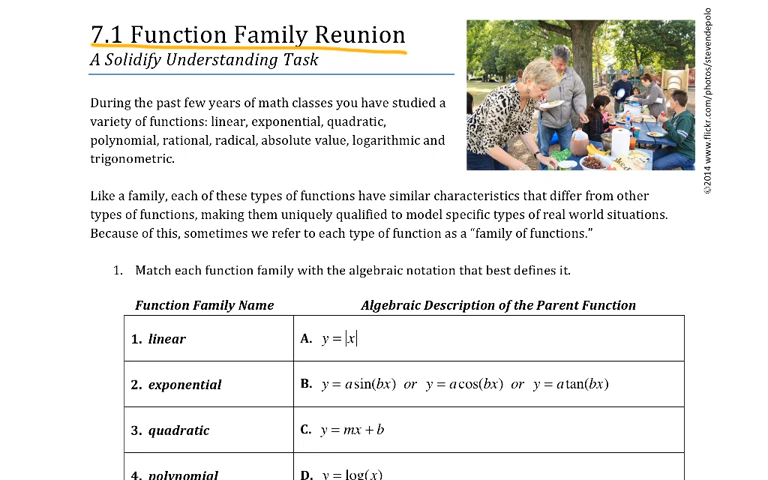 7.1 Function Family Reunion
A Solidify Understanding Task
During the past few years of math classes you have studied a
variety of functions: linear, exponential, quadratic,
polynomial, rational, radical, absolute value, logarithmic and
trigonometric.
©2014 www.flickr.com/photos/stevendepolo
Like a family, each of these types of functions have similar characteristics that differ from other
types of functions, making them uniquely qualified to model specific types of real world situations.
Because of this, sometimes we refer to each type of function as a “family of functions.”
1. Match each function family with the algebraic notation that best defines it.
Function Family Name Algebraic Description of the Parent Function
1. linear A. y = |x|
2. exponential B. y = a sin(bx) or y = a cos(bx) or y = a tan(bx)
3. quadratic C. y = mx + b
4. polynomial D. y = log(x)